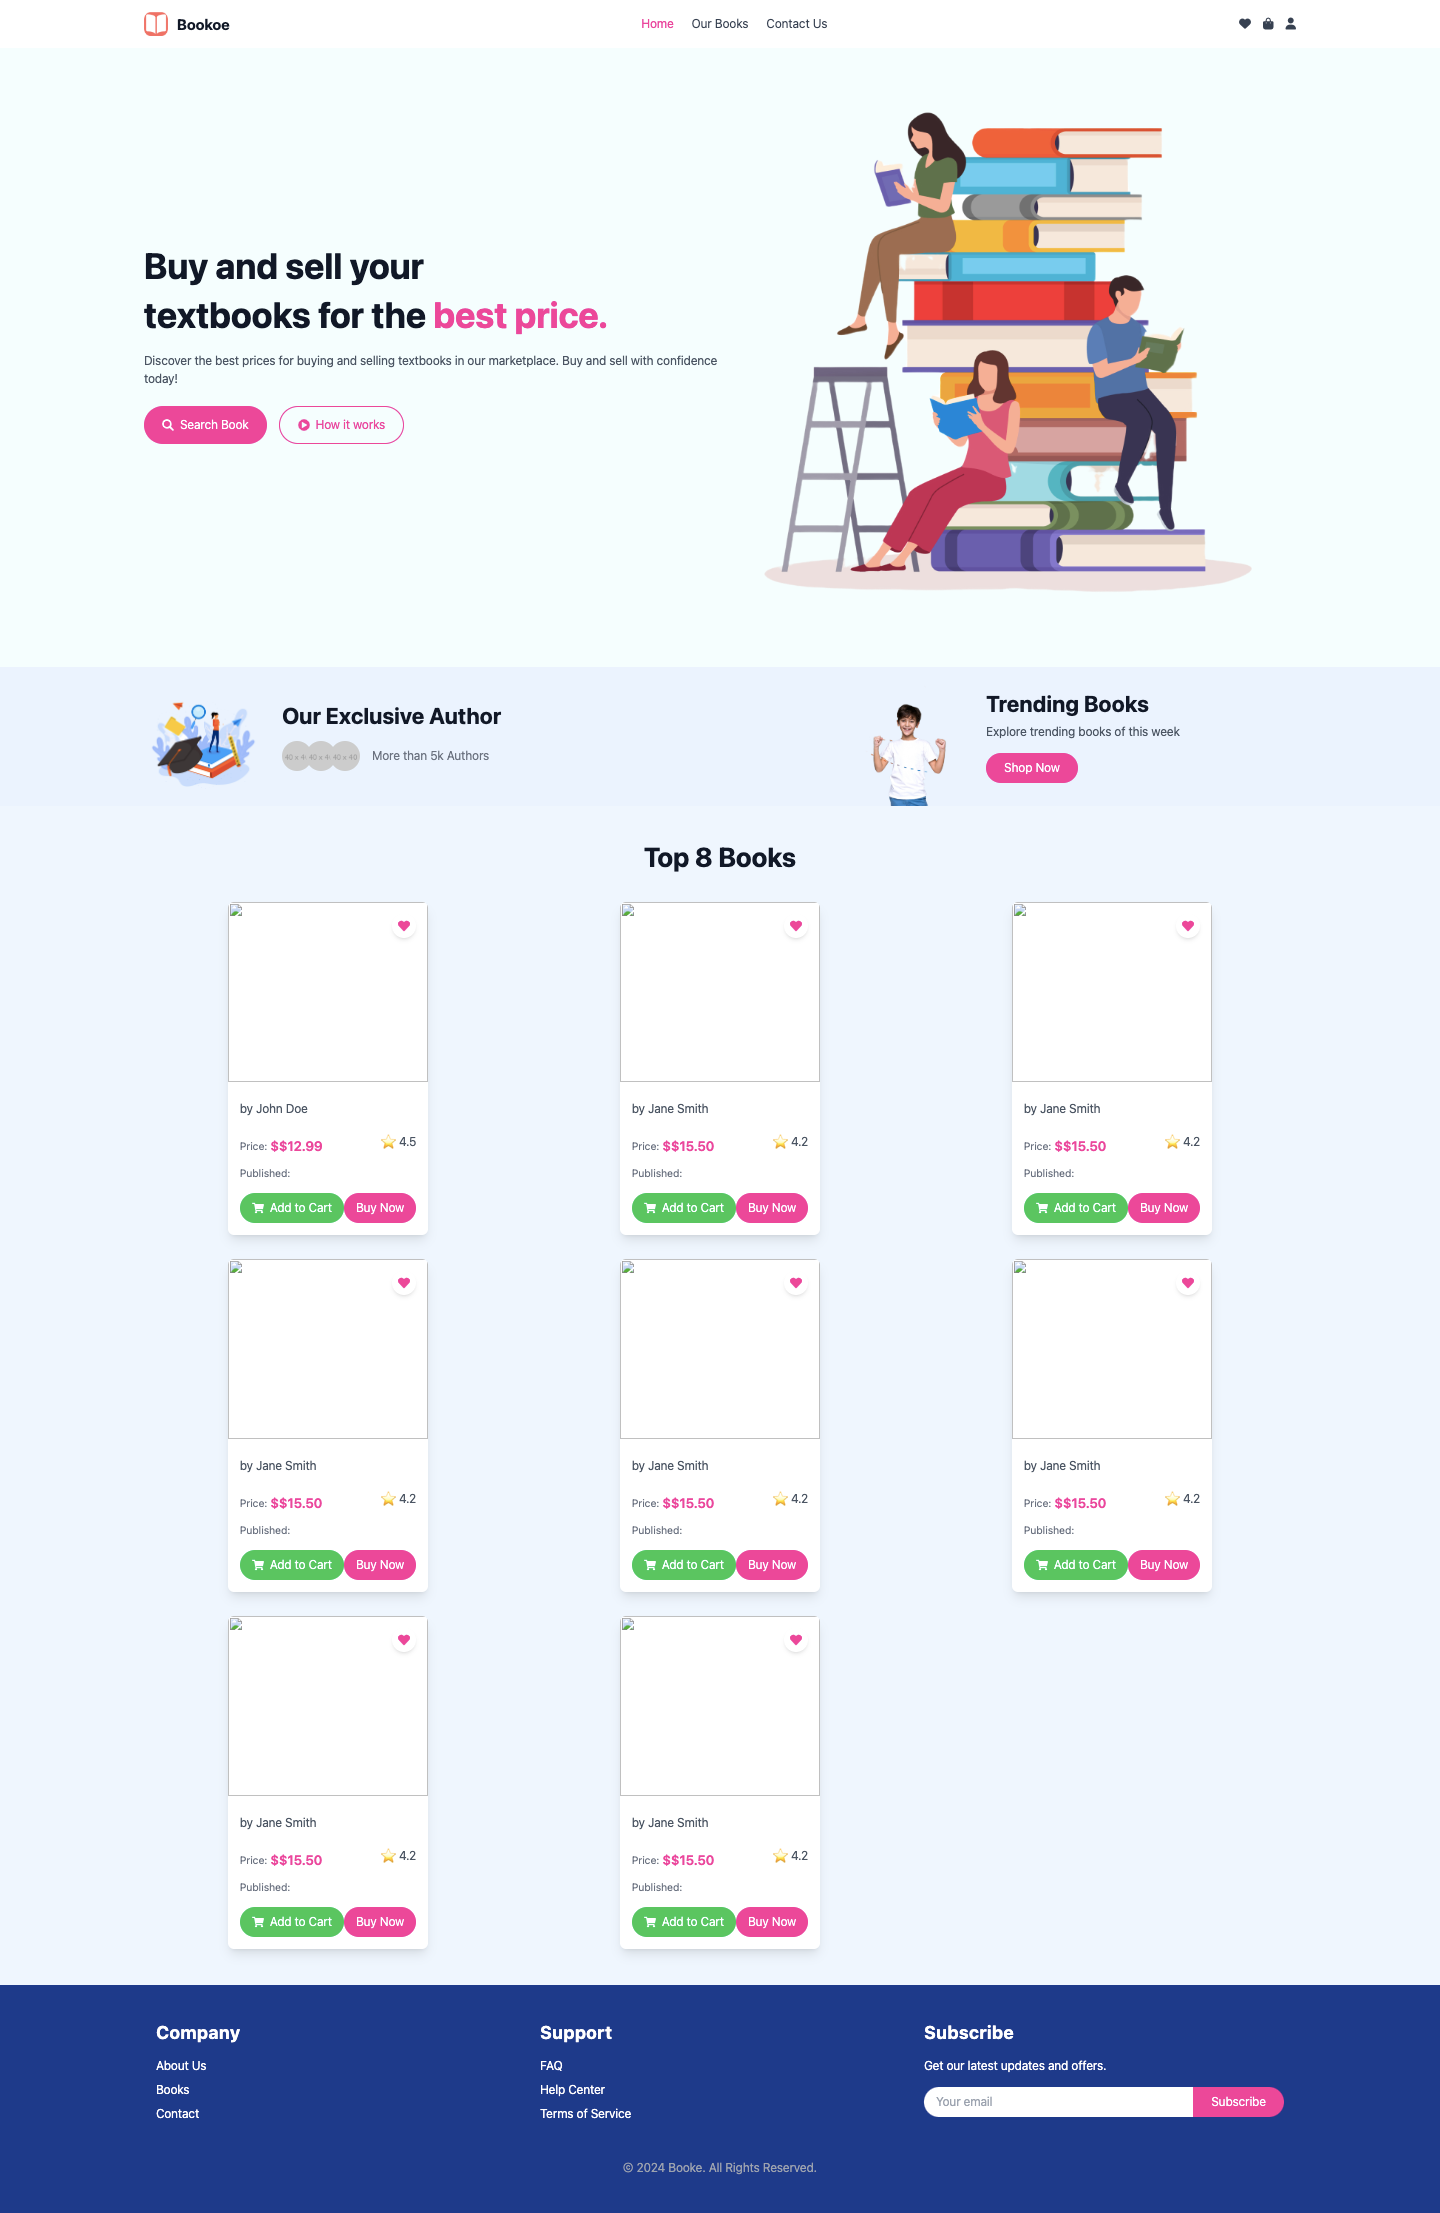 Bookoe
Home Our Books Contact Us
Buy and sell your
textbooks for the best price.
Discover the best prices for buying and selling textbooks in our marketplace. Buy and sell with confidence
today!
Search Book How it works
Our Exclusive Author
40 x 4 40 x 4 40 x 40 More than 5k Authors
Trending Books
Explore trending books of this week
Shop Now
Top 8 Books
by John Doe
Price: $$12.99 4.5
Published:
Add to Cart Buy Now
by Jane Smith
Price: $$15.50 4.2
Published:
Add to Cart Buy Now
by Jane Smith
Price: $$15.50 4.2
Published:
Add to Cart Buy Now
by Jane Smith
Price: $$15.50 4.2
Published:
Add to Cart Buy Now
by Jane Smith
Price: $$15.50 4.2
Published:
Add to Cart Buy Now
by Jane Smith
Price: $$15.50 4.2
Published:
Add to Cart Buy Now
by Jane Smith
Price: $$15.50 4.2
Published:
Add to Cart Buy Now
by Jane Smith
Price: $$15.50 4.2
Published:
Add to Cart Buy Now
Company
About Us
Books
Contact
Support
FAQ
Help Center
Terms of Service
Subscribe
Get our latest updates and offers.
Your email Subscribe
© 2024 Booke. All Rights Reserved.